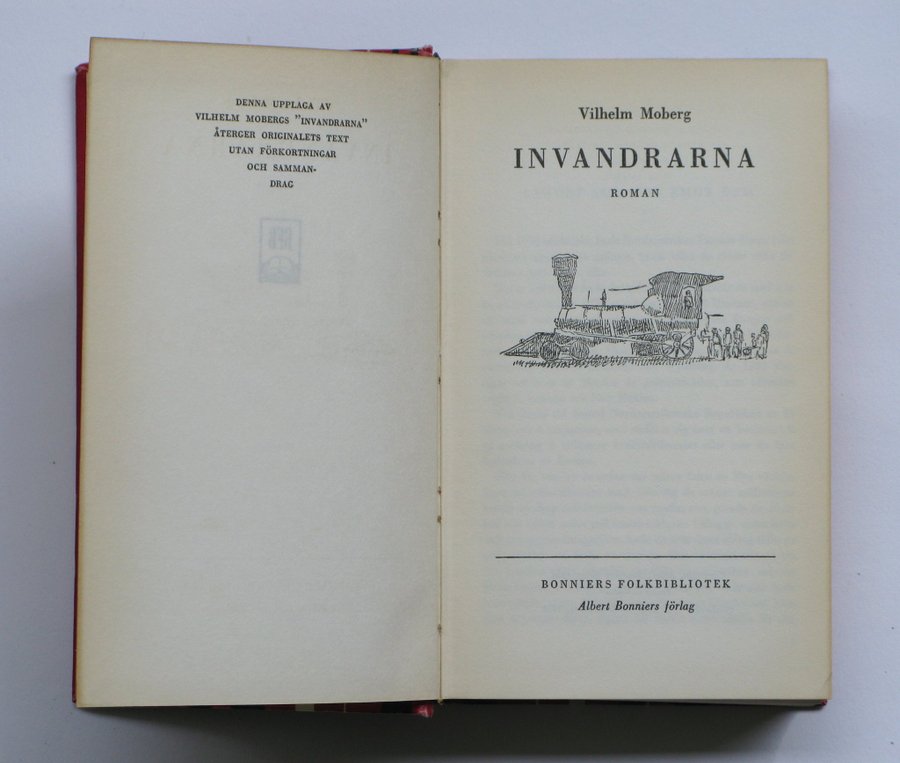 DENNA UPPLAGA AV
VILHELM MOBERGS "INVANDRARNA"
ÅTERGER ORIGINALETS TEXT
UTAN FÖRKORTNINGAR
OCH SAMMAN-
DRAG
Vilhelm Moberg
INVANDRARNA
ROMAN
BONNIERS FOLKBIBLIOTEK
Albert Bonniers förlag